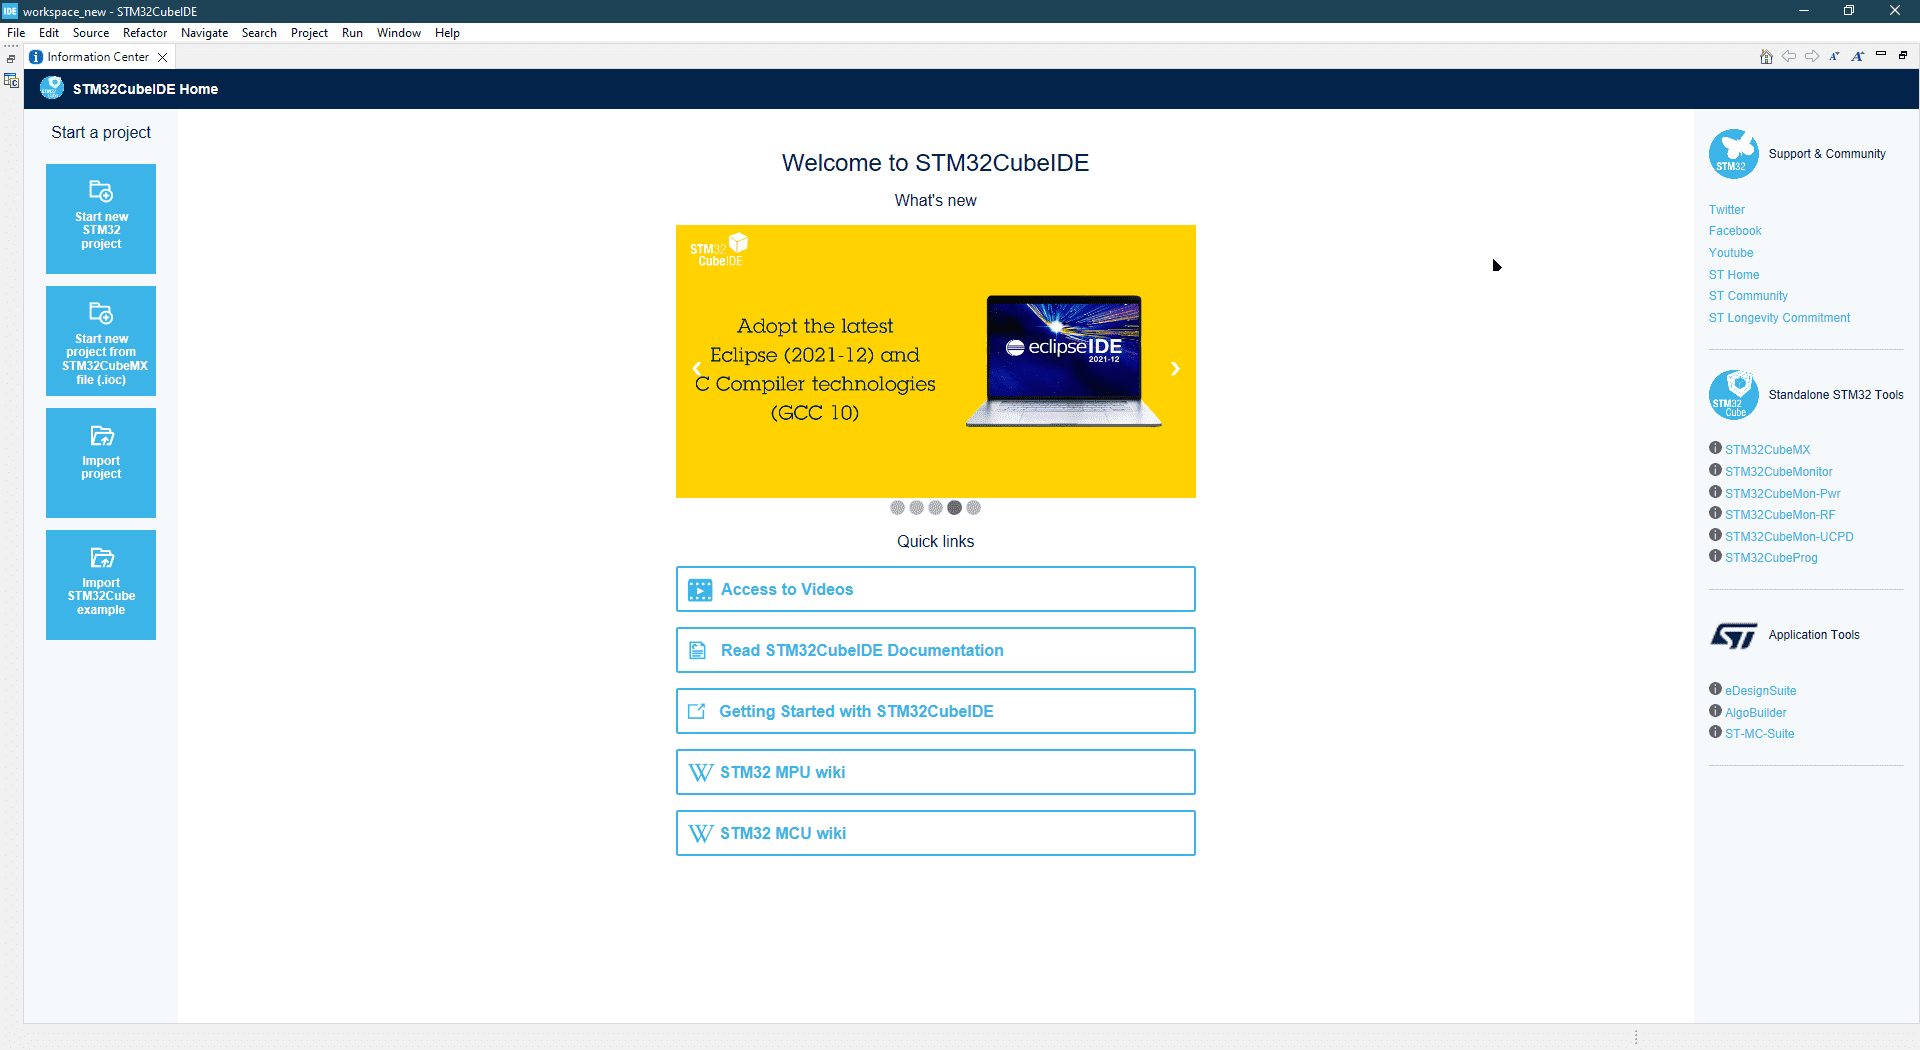 IDE workspace_new - STM32CubeIDE
File Edit Source Refactor Navigate Search Project Run Window Help
Information Center
STM32CubeIDE Home
Start a project
Start new
STM32
project
Start new
project from
STM32CubeMX
file (.ioc)
Import
project
Import
STM32Cube
example
Welcome to STM32CubeIDE
What's new
STM32
CubeIDE
Adopt the latest
Eclipse (2021-12) and
C Compiler technologies
(GCC 10)
eclipseIDE
2021-12
Quick links
Access to Videos
Read STM32CubeIDE Documentation
Getting Started with STM32CubeIDE
STM32 MPU wiki
STM32 MCU wiki
STM32
Support & Community
Twitter
Facebook
Youtube
ST Home
ST Community
ST Longevity Commitment
STM32
Cube
Standalone STM32 Tools
STM32CubeMX
STM32CubeMonitor
STM32CubeMon-Pwr
STM32CubeMon-RF
STM32CubeMon-UCPD
STM32CubeProg
ST
Application Tools
eDesignSuite
AlgoBuilder
ST-MC-Suite